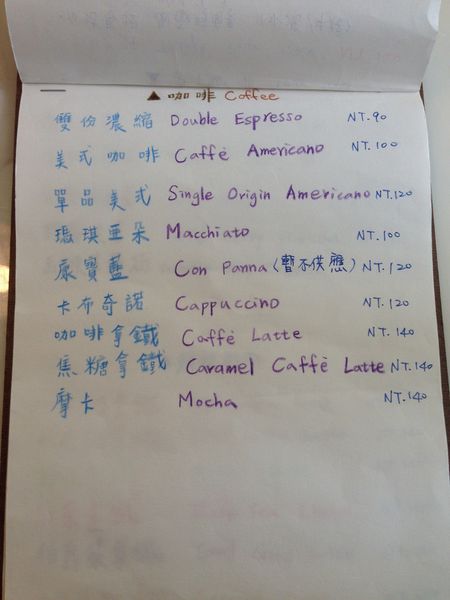 ▲ 咖啡 Coffee
雙份濃縮 Double Espresso NT.90
美式咖啡 Caffè Americano NT.100
單品美式 Single Origin Americano NT.120
瑪琪亞朵 Macchiato NT.100
康寶藍 Con Panna (暫不供應) NT.120
卡布奇諾 Cappuccino NT.120
咖啡拿鐵 Caffè Latte NT.140
焦糖拿鐵 Caramel Caffè Latte NT.140
摩卡 Mocha NT.140